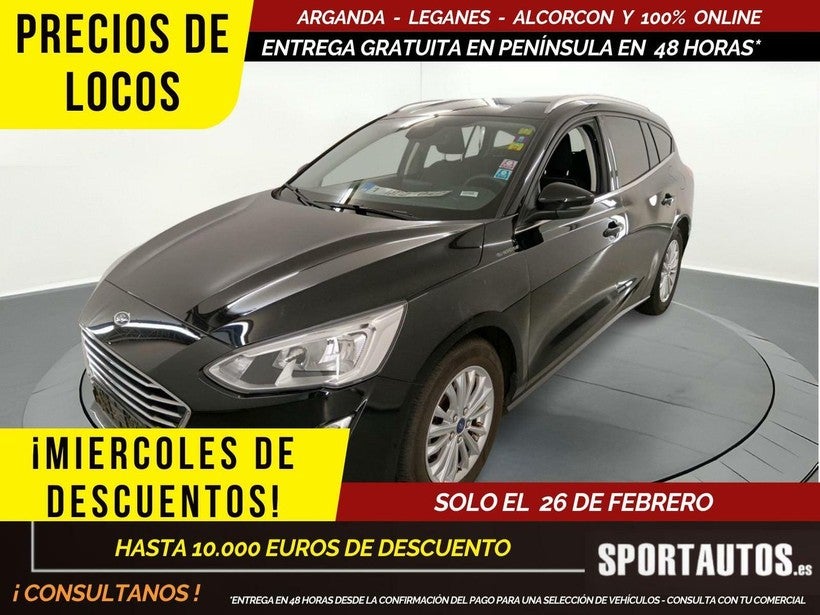 PRECIOS DE
LOCOS
ARGANDA - LEGANES - ALCORCON Y 100% ONLINE
ENTREGA GRATUITA EN PENÍNSULA EN 48 HORAS*
¡MIERCOLES DE
DESCUENTOS!
SOLO EL 26 DE FEBRERO
HASTA 10.000 EUROS DE DESCUENTO
SPORTAUTOS.es
¡ CONSULTANOS !
*ENTREGA EN 48 HORAS DESDE LA CONFIRMACIÓN DEL PAGO PARA UNA SELECCIÓN DE VEHÍCULOS - CONSULTA CON TU COMERCIAL